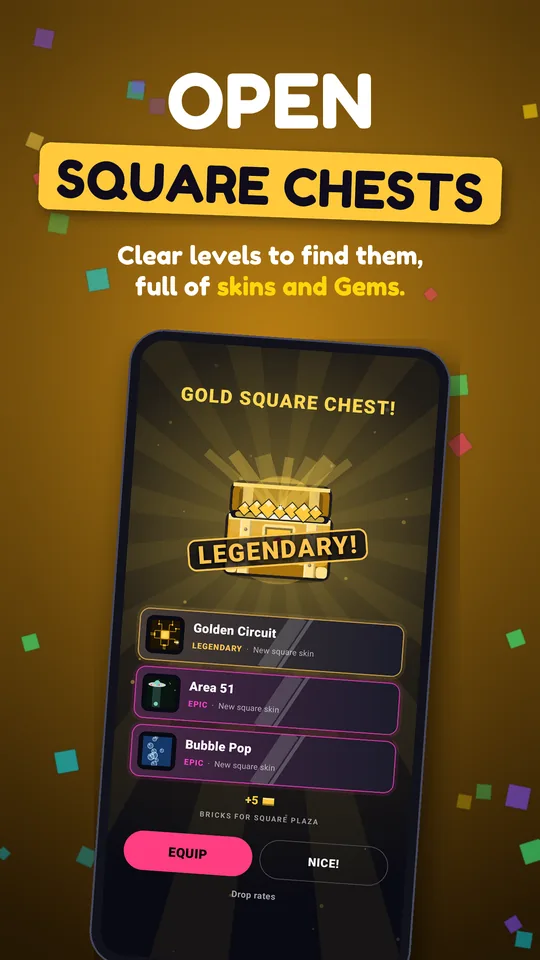 OPEN
SQUARE CHESTS
Clear levels to find them,
full of skins and Gems.
GOLD SQUARE CHEST!
LEGENDARY!
Golden Circuit
LEGENDARY · New square skin
Area 51
EPIC · New square skin
Bubble Pop
EPIC · New square skin
+5
BRICKS FOR SQUARE PLAZA
EQUIP
NICE!
Drop rates